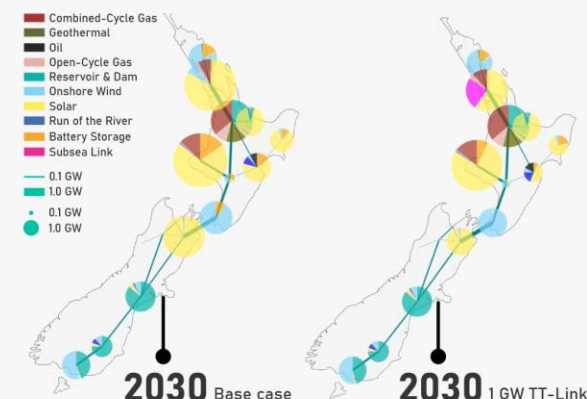 Combined-Cycle Gas
Geothermal
Oil
Open-Cycle Gas
Reservoir & Dam
Onshore Wind
Solar
Run of the River
Battery Storage
Subsea Link
0.1 GW
1.0 GW
0.1 GW
1.0 GW
2030 Base case
2030 1 GW TT-Link